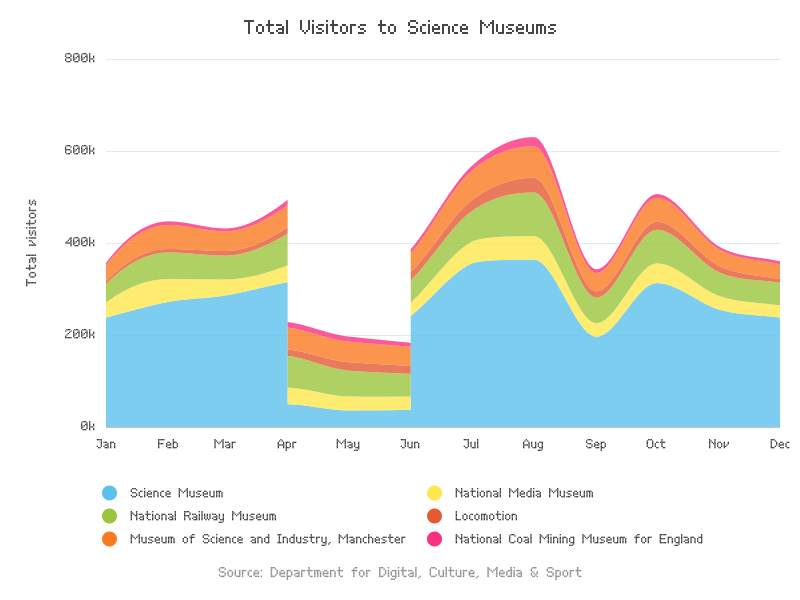 Total Visitors to Science Museums
800k
600k
400k
200k
0k
Total visitors
Jan Feb Mar Apr May Jun Jul Aug Sep Oct Nov Dec
Science Museum
National Media Museum
National Railway Museum
Locomotion
Museum of Science and Industry, Manchester
National Coal Mining Museum for England
Source: Department for Digital, Culture, Media & Sport